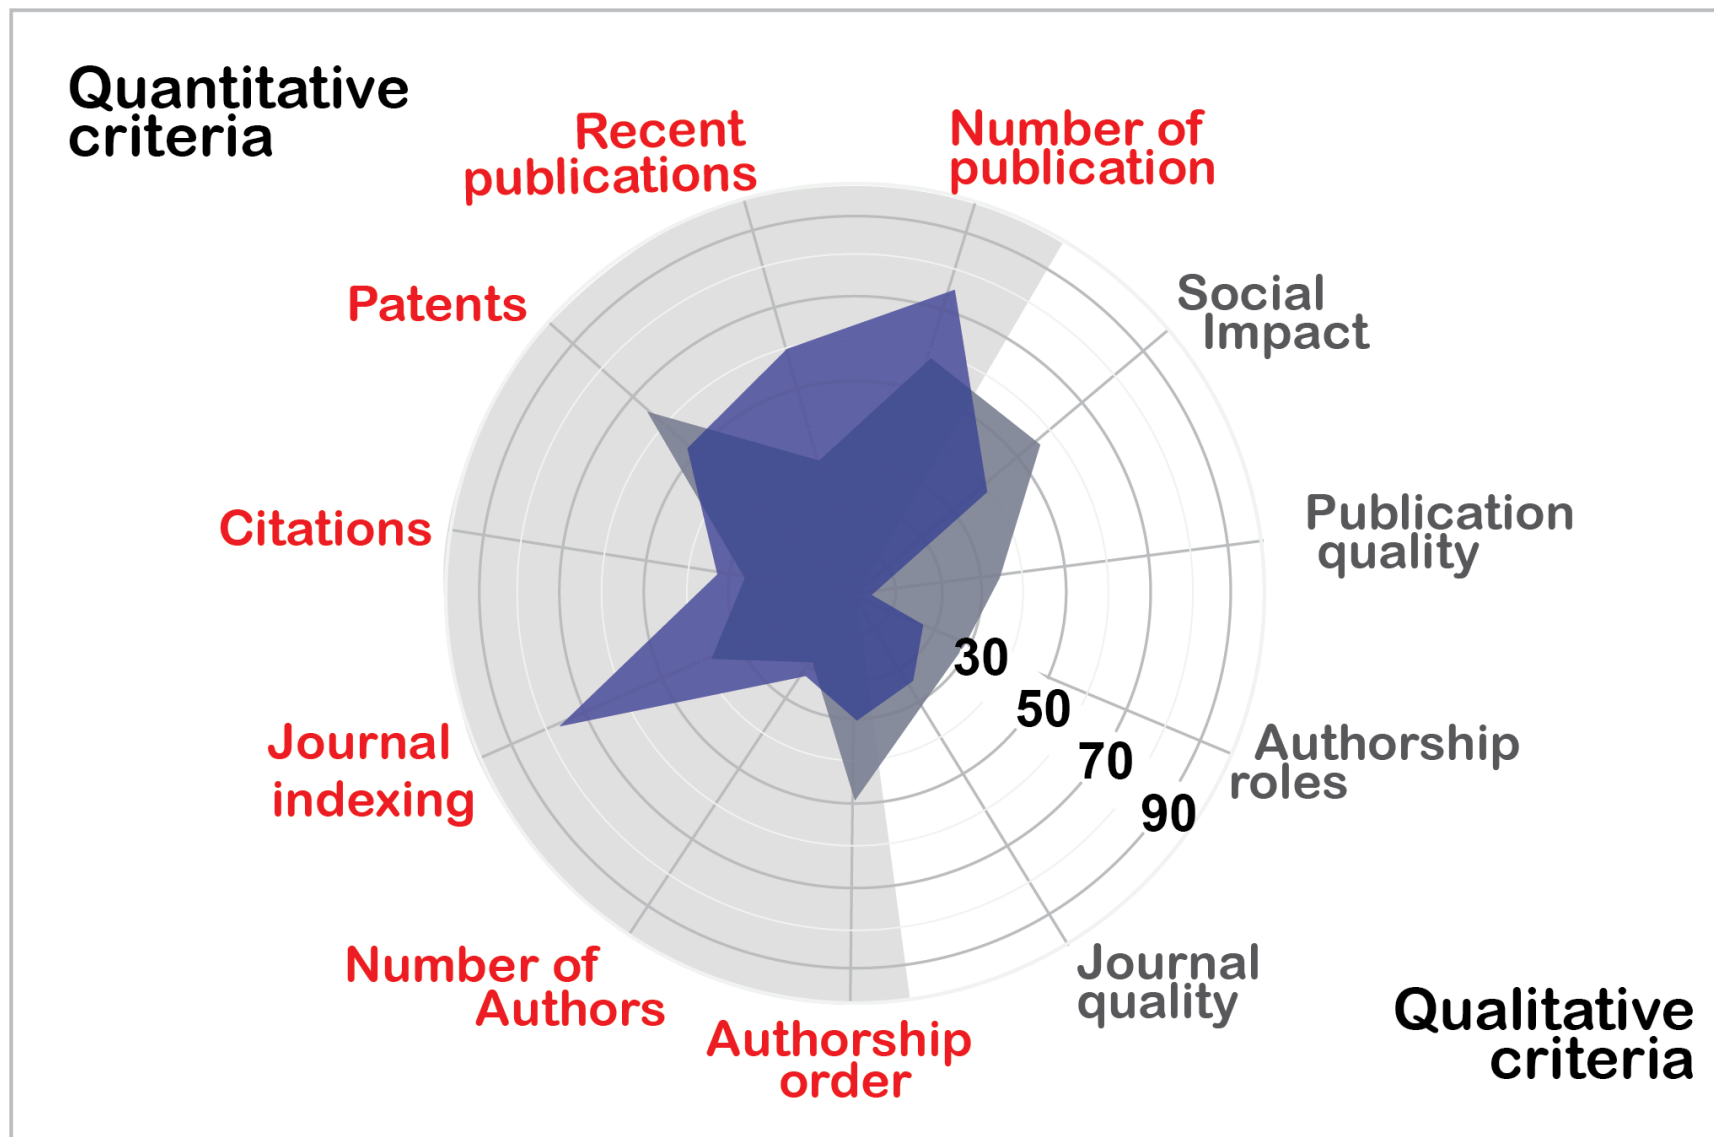 Quantitative
criteria
Recent
publications
Number of
publication
Patents
Social
Impact
Citations
Publication
quality
30
50
70
90
Journal
indexing
Authorship
roles
Number of
Authors
Authorship
order
Journal
quality
Qualitative
criteria